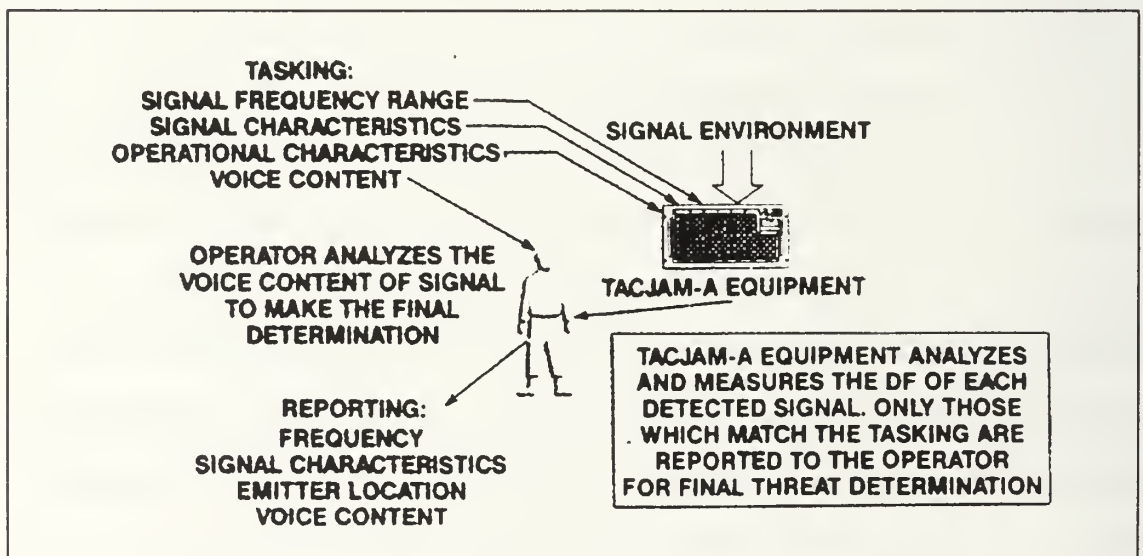 TASKING:
SIGNAL FREQUENCY RANGE
SIGNAL CHARACTERISTICS
OPERATIONAL CHARACTERISTICS
VOICE CONTENT
SIGNAL ENVIRONMENT
TACJAM-A EQUIPMENT
OPERATOR ANALYZES THE
VOICE CONTENT OF SIGNAL
TO MAKE THE FINAL
DETERMINATION
TACJAM-A EQUIPMENT ANALYZES
AND MEASURES THE DF OF EACH
DETECTED SIGNAL. ONLY THOSE
WHICH MATCH THE TASKING ARE
REPORTED TO THE OPERATOR
FOR FINAL THREAT DETERMINATION
REPORTING:
FREQUENCY
SIGNAL CHARACTERISTICS
EMITTER LOCATION
VOICE CONTENT